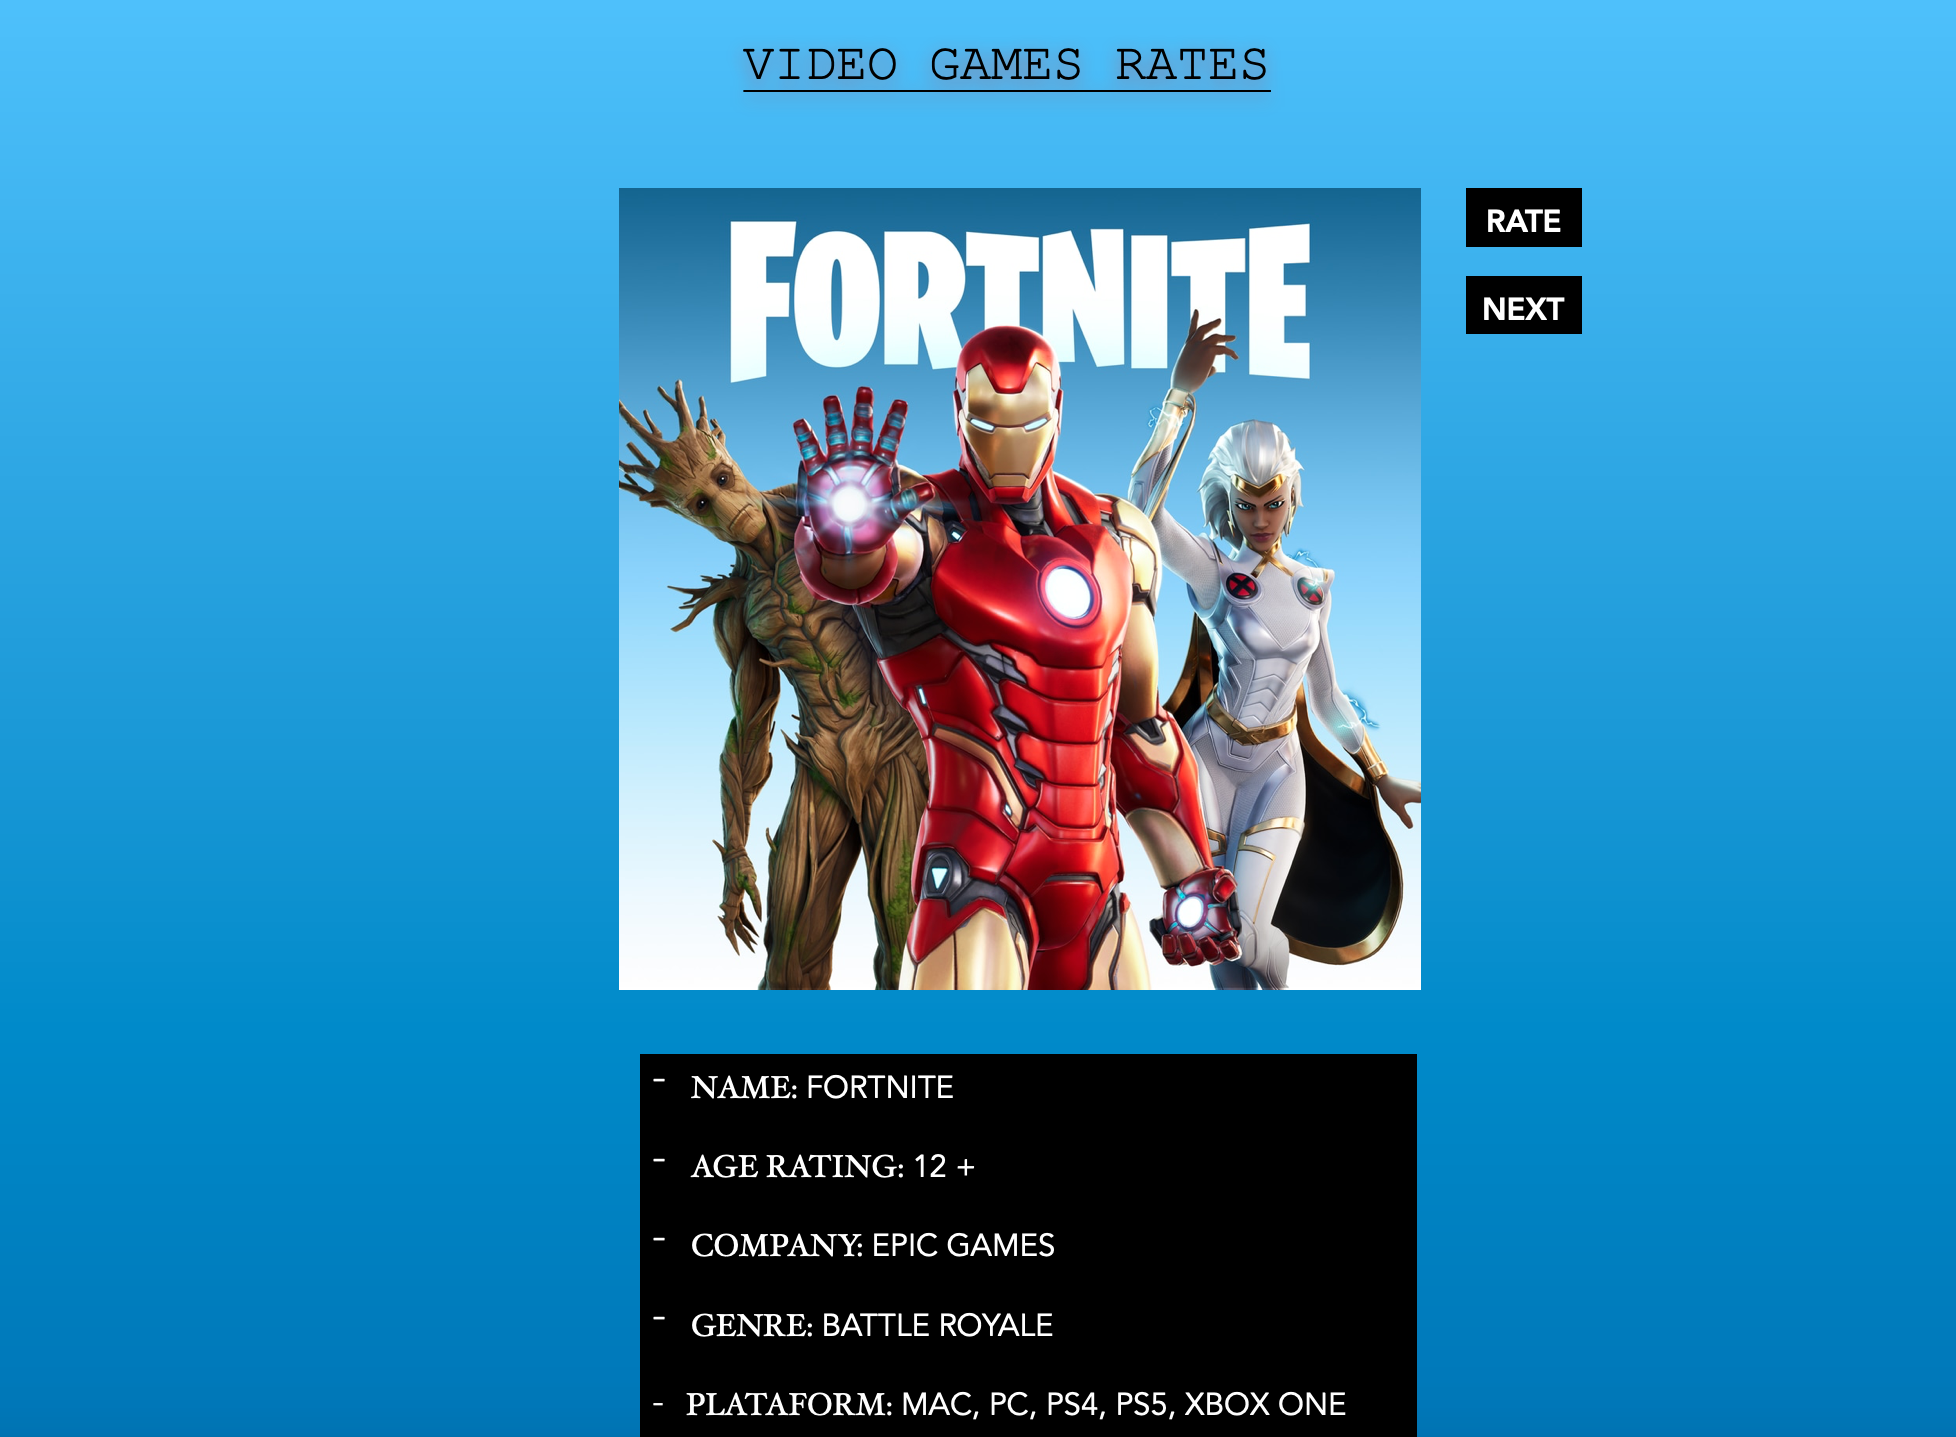 VIDEO GAMES RATES
FORTNITE
RATE
NEXT
- NAME: FORTNITE
- AGE RATING: 12 +
- COMPANY: EPIC GAMES
- GENRE: BATTLE ROYALE
- PLATAFORM: MAC, PC, PS4, PS5, XBOX ONE